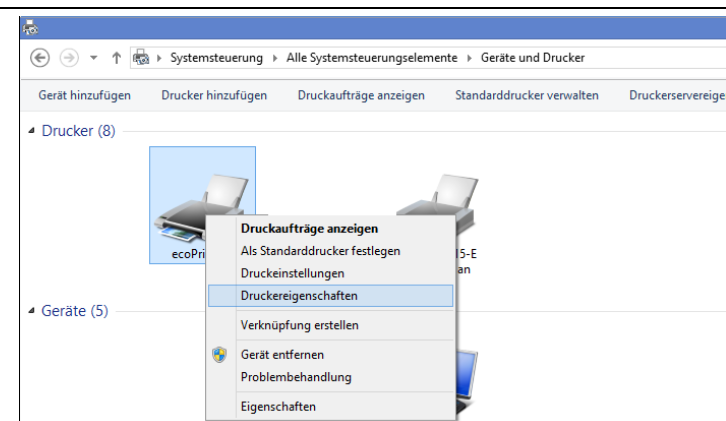 Systemsteuerung Alle Systemsteuerungselemente Geräte und Drucker
Gerät hinzufügen Drucker hinzufügen Druckaufträge anzeigen Standarddrucker verwalten
Drucker (8)
ecoPri
15-E
an
Druckaufträge anzeigen
Als Standarddrucker festlegen
Druckeinstellungen
Druckereigenschaften
Verknüpfung erstellen
Gerät entfernen
Problembehandlung
Eigenschaften
Geräte (5)